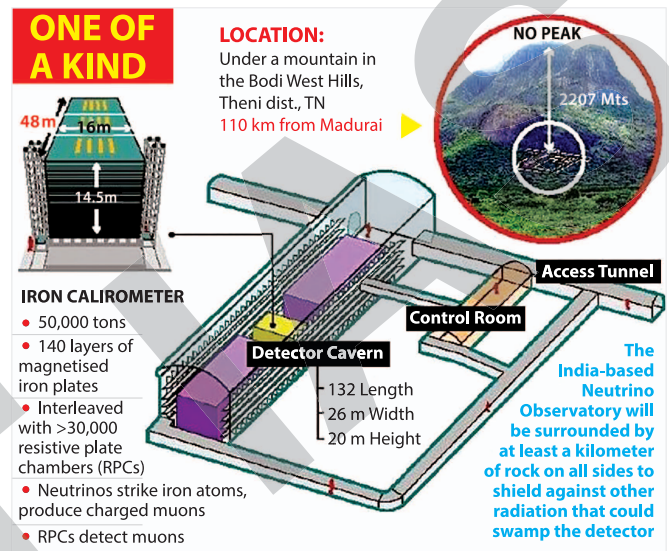 ONE OF
A KIND
48m
16m
14.5m
LOCATION:
Under a mountain in
the Bodi West Hills,
Theni dist., TN
110 km from Madurai
NO PEAK
2207 Mts
IRON CALIROMETER
• 50,000 tons
• 140 layers of
magnetised
iron plates
• Interleaved
with >30,000
resistive plate
chambers (RPCs)
• Neutrinos strike iron atoms,
produce charged muons
• RPCs detect muons
Access Tunnel
Control Room
Detector Cavern
132 Length
26 m Width
20 m Height
The
India-based
Neutrino
Observatory will
be surrounded by
at least a kilometer
of rock on all sides to
shield against other
radiation that could
swamp the detector